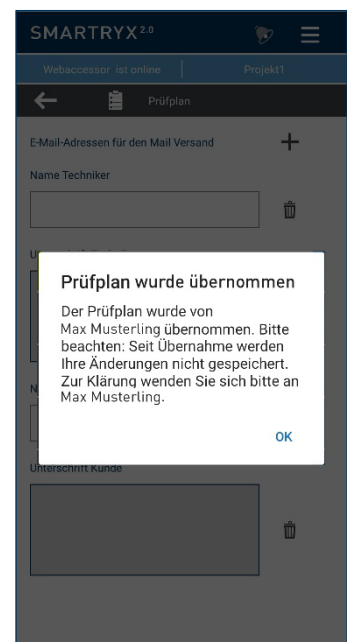 SMARTRYX 2.0
Webaccessor ist online
Projekt1
Prüfplan
E-Mail-Adressen für den Mail Versand
Name Techniker
Prüfplan wurde übernommen
Der Prüfplan wurde von
Max Musterling übernommen. Bitte
beachten: Seit Übernahme werden
Ihre Änderungen nicht gespeichert.
Zur Klärung wenden Sie sich bitte an
Max Musterling.
OK
Unterschrift Kunde